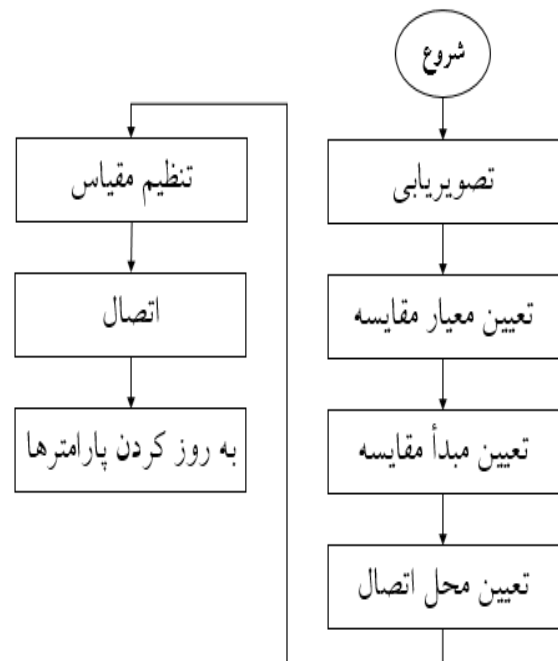 شروع
تصویریابی
تعیین معیار مقایسه
تعیین مبدأ مقایسه
تعیین محل اتصال
تنظیم مقیاس
اتصال
به روز کردن پارامترها